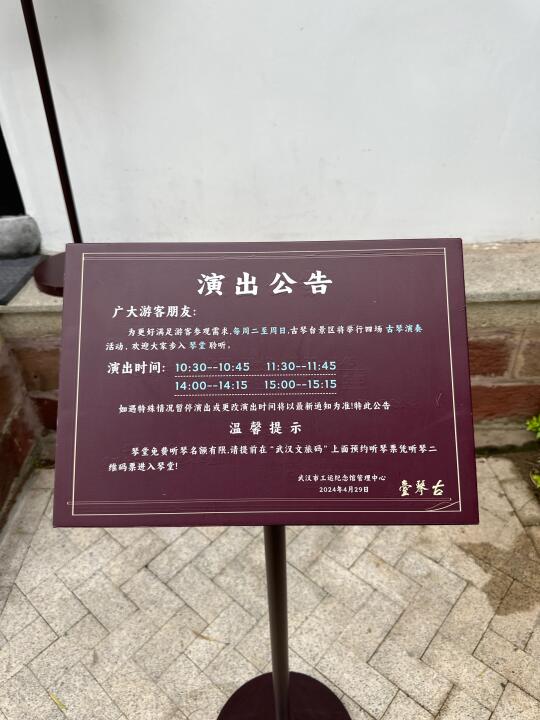 演出公告
广大游客朋友:
为更好满足游客参观需求,每周二至周日,古琴台景区将举行四场 古琴演奏
活动, 欢迎大家步入 琴堂 聆听。
演出时间: 10:30--10:45 11:30--11:45
14:00--14:15 15:00--15:15
如遇特殊情况暂停演出或更改演出时间将以最新通知为准!特此公告
温馨提示
琴堂免费听琴名额有限,请提前在“武汉文旅码”上面预约听琴票凭听琴二
维码票进入琴堂!
武汉市工运纪念馆管理中心
2024年4月29日
臺琴古